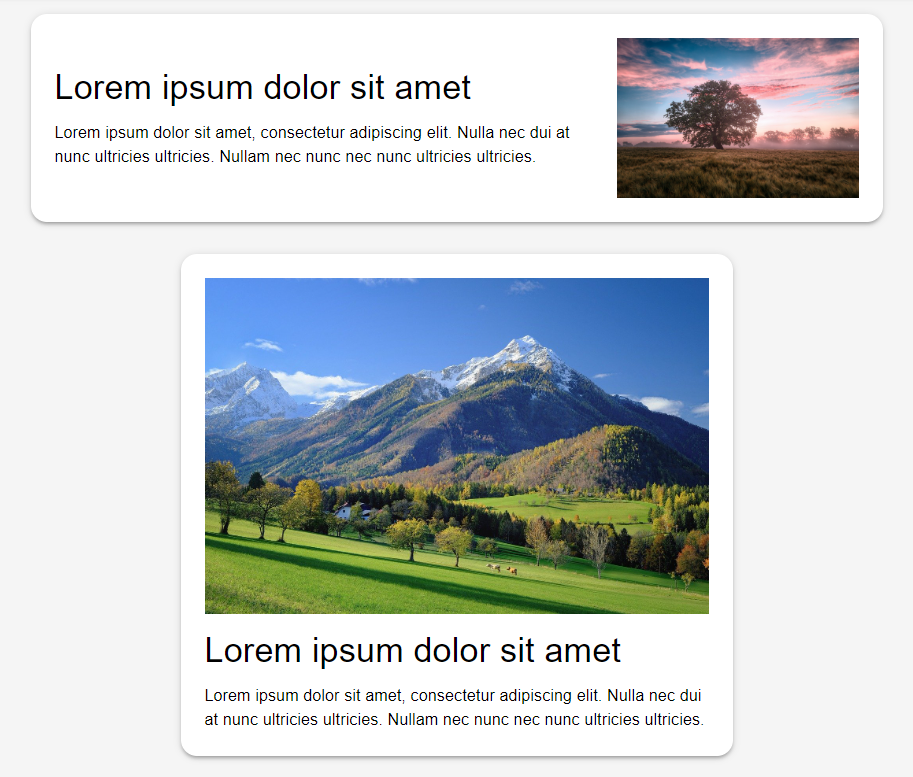 Lorem ipsum dolor sit amet
Lorem ipsum dolor sit amet, consectetur adipiscing elit. Nulla nec dui at
nunc ultricies ultricies. Nullam nec nunc nec nunc ultricies ultricies.
Lorem ipsum dolor sit amet
Lorem ipsum dolor sit amet, consectetur adipiscing elit. Nulla nec dui
at nunc ultricies ultricies. Nullam nec nunc nec nunc ultricies ultricies.